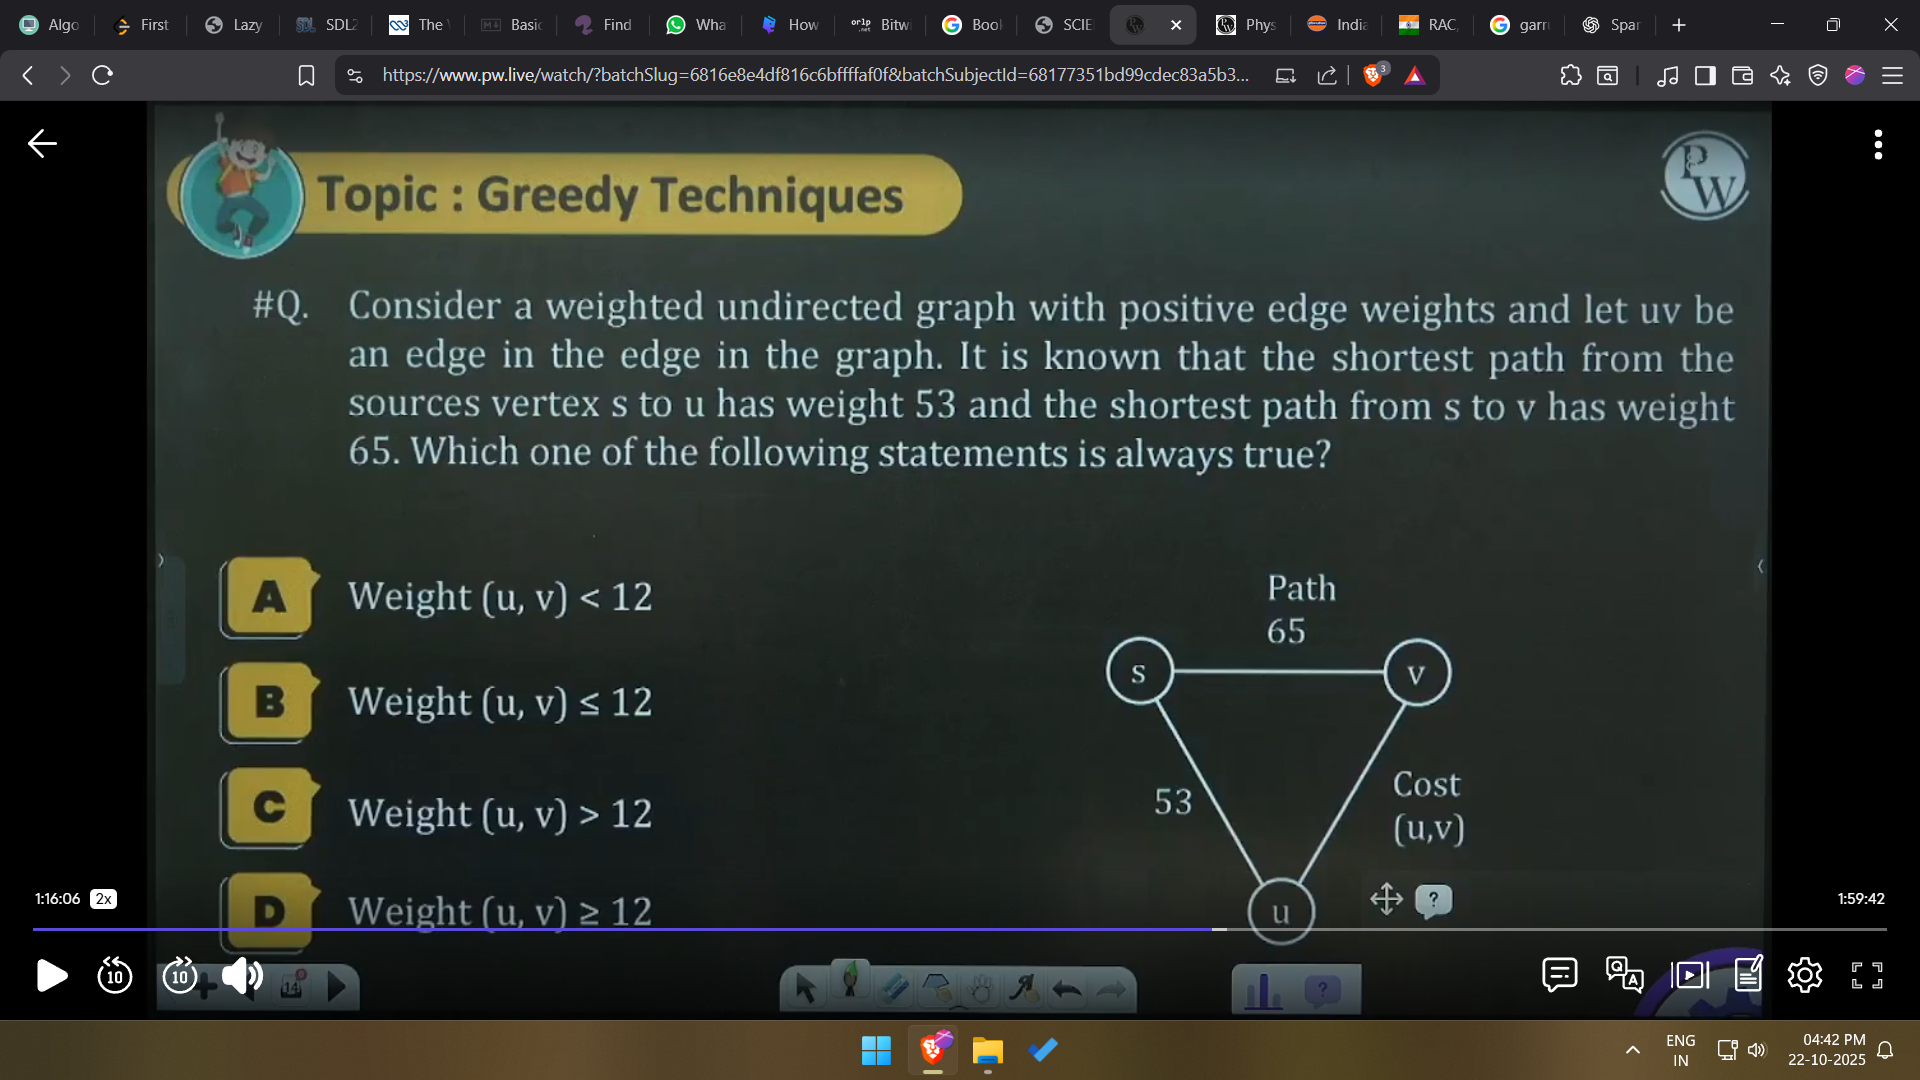 Algo
First
Lazy
SDL2
The
Basic
Find
Wha
How
Bitw
Bool
SCIE
Phys
India
RAC,
garr
Spar
https://www.pw.live/watch/?batchSlug=6816e8e4df816c6bffffaf0f&batchSubjectId=68177351bd99cdec83a5b3...
3
Topic : Greedy Techniques
PW
#Q. Consider a weighted undirected graph with positive edge weights and let uv be
an edge in the edge in the graph. It is known that the shortest path from the
sources vertex s to u has weight 53 and the shortest path from s to v has weight
65. Which one of the following statements is always true?
A Weight (u, v) < 12
B Weight (u, v) ≤ 12
C Weight (u, v) > 12
D Weight (u, v) ≥ 12
Path
65
s
v
53
Cost
(u,v)
u
?
1:16:06 2x
1:59:42
10
10
14
?
QA
ENG
IN
04:42 PM
22-10-2025